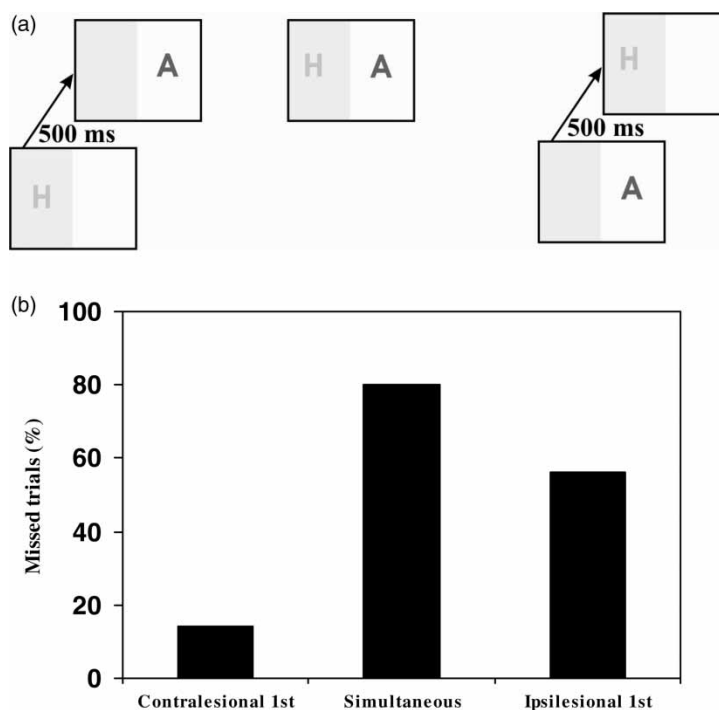 (a)
A
H A
H
500 ms
500 ms
H
A
(b)
100
80
60
40
20
0
Missed trials (%)
Contralesional 1st Simultaneous Ipsilesional 1st